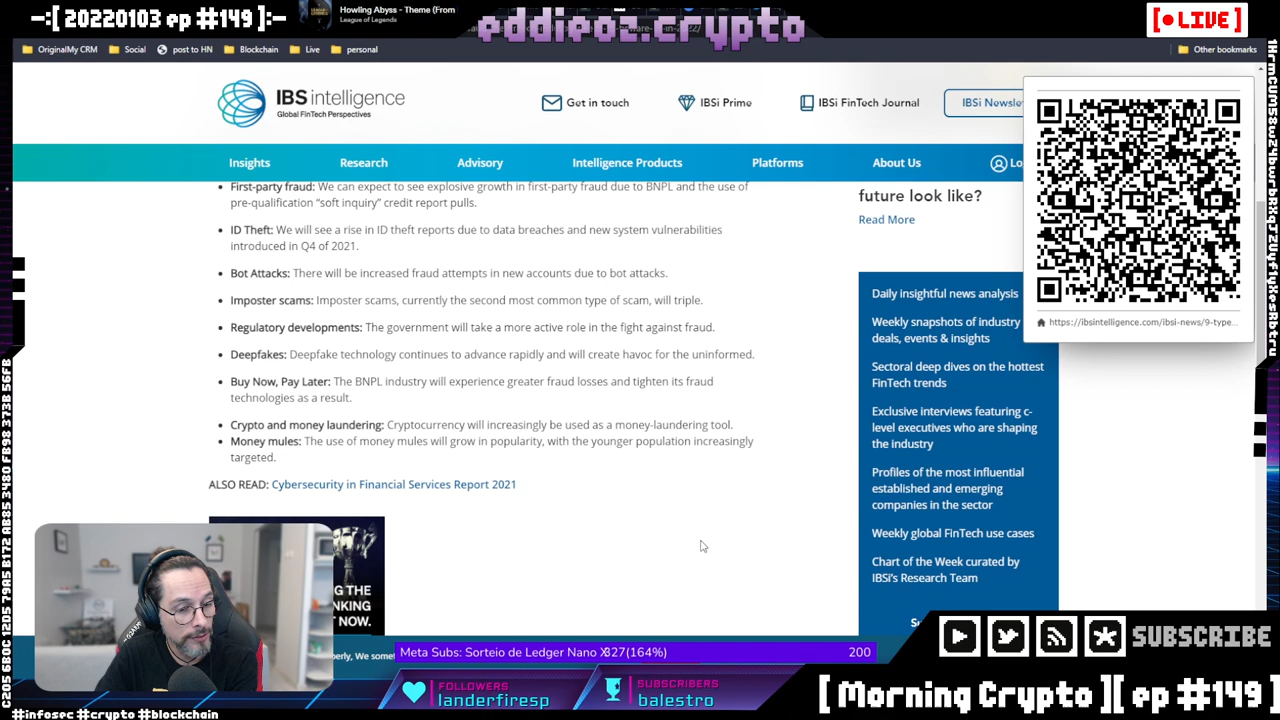 -:[ 20220103 ep #149 ]:-
Howling Abyss - Theme (From
League of Legends
eddieoz.crypto
[ LIVE ]
OriginalMy CRM
Social
post to HN
Blockchain
Live
personal
Other bookmarks
IBS intelligence
Global FinTech Perspectives
Get in touch
IBSi Prime
IBSi FinTech Journal
IBSi Newsle
Insights
Research
Advisory
Intelligence Products
Platforms
About Us
Lo
First-party fraud: We can expect to see explosive growth in first-party fraud due to BNPL and the use of
pre-qualification “soft inquiry” credit report pulls.
ID Theft: We will see a rise in ID theft reports due to data breaches and new system vulnerabilities
introduced in Q4 of 2021.
Bot Attacks: There will be increased fraud attempts in new accounts due to bot attacks.
Imposter scams: Imposter scams, currently the second most common type of scam, will triple.
Regulatory developments: The government will take a more active role in the fight against fraud.
Deepfakes: Deepfake technology continues to advance rapidly and will create havoc for the uninformed.
Buy Now, Pay Later: The BNPL industry will experience greater fraud losses and tighten its fraud
technologies as a result.
Crypto and money laundering: Cryptocurrency will increasingly be used as a money-laundering tool.
Money mules: The use of money mules will grow in popularity, with the younger population increasingly
targeted.
ALSO READ: Cybersecurity in Financial Services Report 2021
future look like?
Read More
https://ibsintelligence.com/ibsi-news/9-type...
Daily insightful news analysis
Weekly snapshots of industry
deals, events & insights
Sectoral deep dives on the hottest
FinTech trends
Exclusive interviews featuring c-
level executives who are shaping
the industry
Profiles of the most influential
established and emerging
companies in the sector
Weekly global FinTech use cases
Chart of the Week curated by
IBSi's Research Team
Meta Subs: Sorteio de Ledger Nano X
327(164%)
200
FOLLOWERS
landerfiresp
SUBSCRIBERS
balestro
SUBSCRIBE
[ Morning Crypto ][ ep #149 ]
#infosec #crypto #blockchain